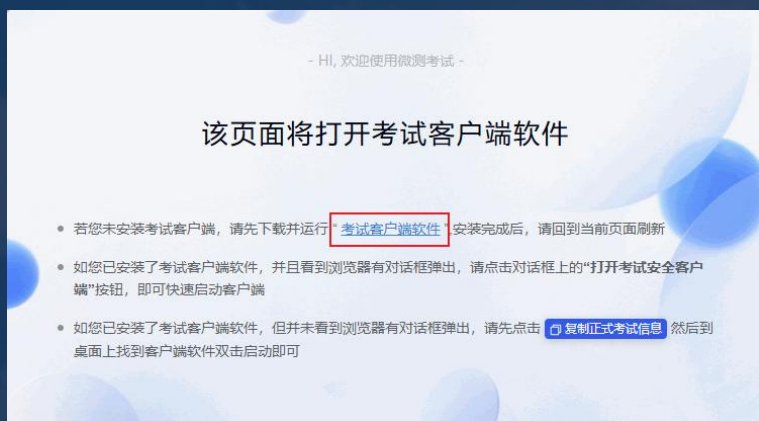 - HI, 欢迎使用微测考试 -
该页面将打开考试客户端软件
若您未安装考试客户端，请先下载并运行 " 考试客户端软件 ",安装完成后，请回到当前页面刷新
如您已安装了考试客户端软件，并且看到浏览器有对话框弹出，请点击对话框上的“打开考试安全客户
端”按钮，即可快速启动客户端
如您已安装了考试客户端软件，但并未看到浏览器有对话框弹出，请先点击 复制正式考试信息 然后到
桌面上找到客户端软件双击启动即可